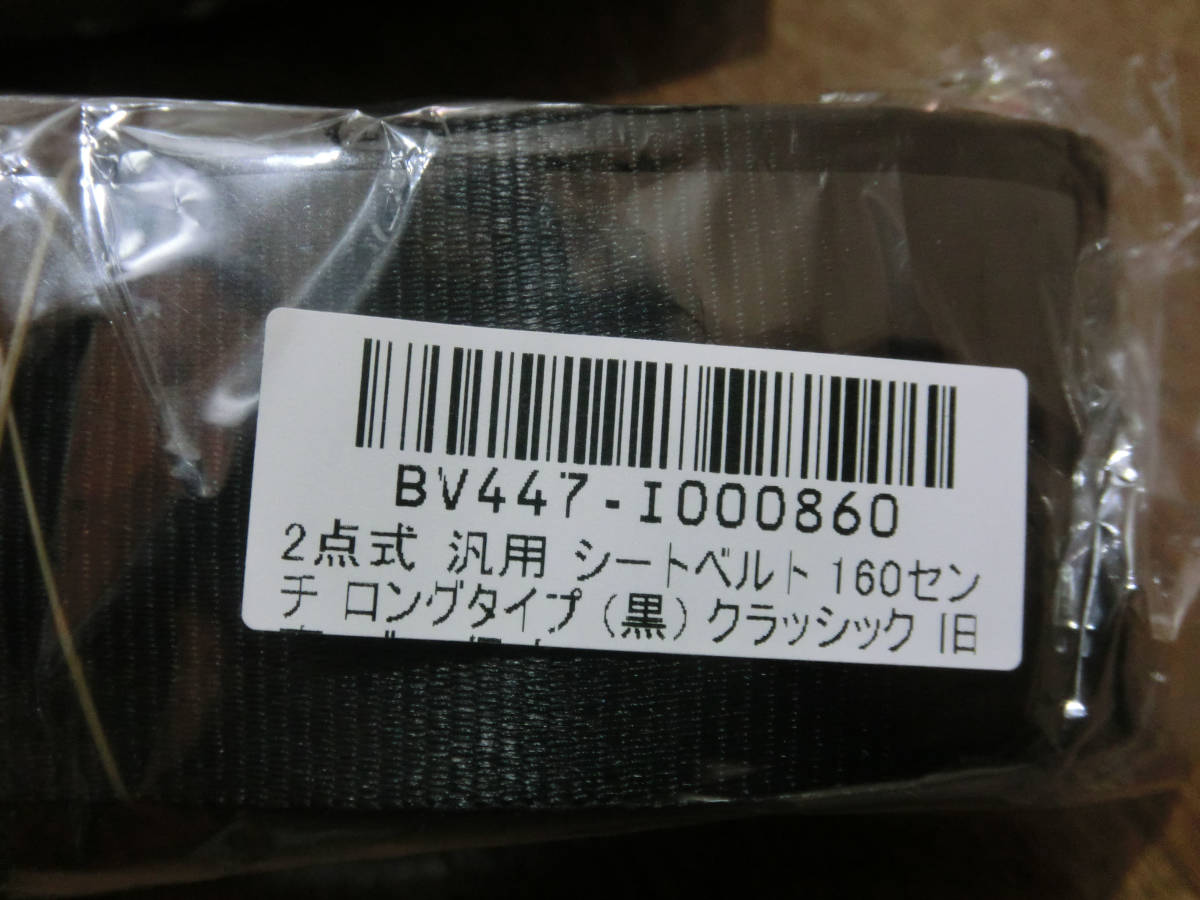 BV447-I000860
2点式 汎用 シートベルト 160セン
チ ロングタイプ (黒) クラッシック 旧